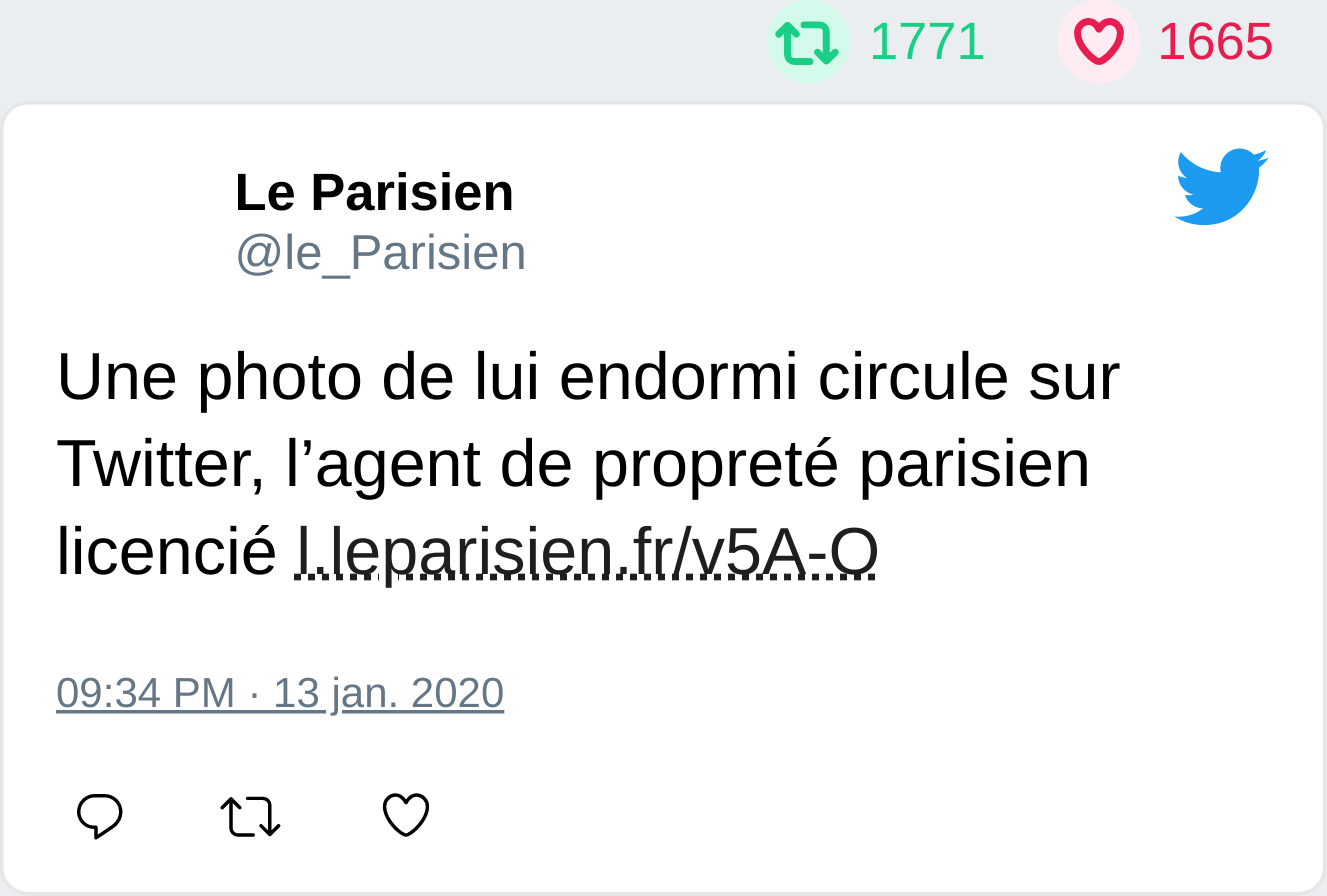 1771 1665
Le Parisien
@le_Parisien
Une photo de lui endormi circule sur
Twitter, l’agent de propreté parisien
licencié l.leparisien.fr/v5A-O
09:34 PM · 13 jan. 2020